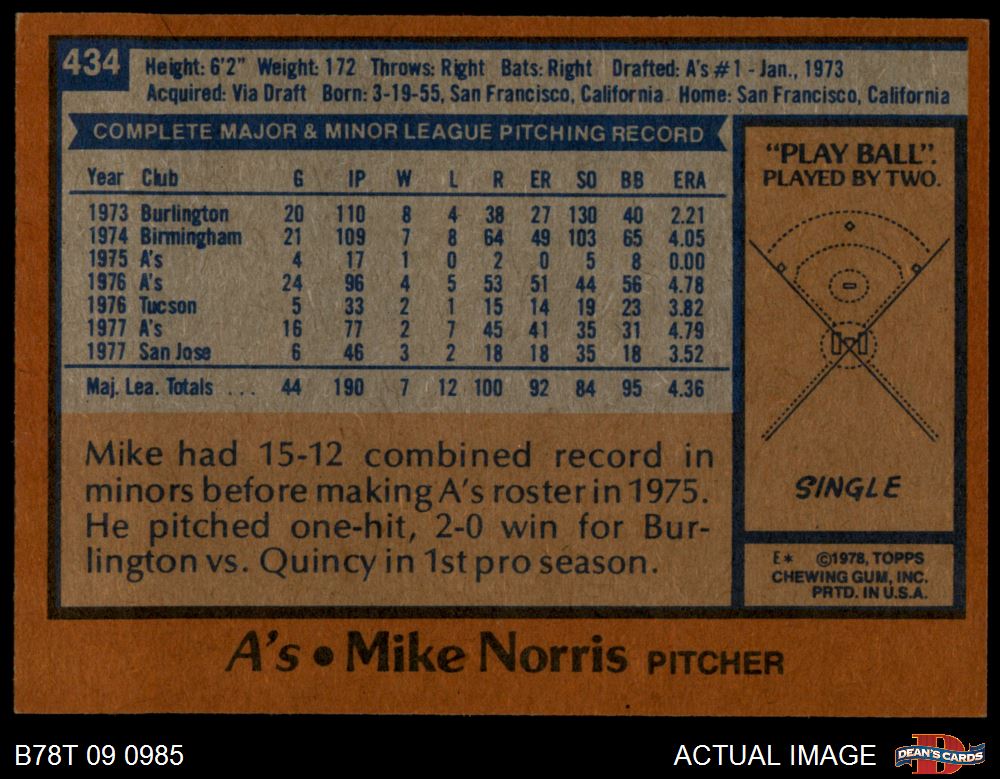 434
Height: 6'2" Weight: 172 Throws: Right Bats: Right Drafted: A's #1 - Jan., 1973
Acquired: Via Draft Born: 3-19-55, San Francisco, California Home: San Francisco, California
COMPLETE MAJOR & MINOR LEAGUE PITCHING RECORD
Year Club G IP W L R ER SO BB ERA
1973 Burlington 20 110 8 4 38 27 130 40 2.21
1974 Birmingham 21 109 7 8 64 49 103 65 4.05
1975 A's 4 17 1 0 2 0 5 8 0.00
1976 A's 24 96 4 5 53 51 44 56 4.78
1976 Tucson 5 33 2 1 15 14 19 23 3.82
1977 A's 16 77 2 7 45 41 35 31 4.79
1977 San Jose 6 46 3 2 18 18 35 18 3.52
Maj. Lea. Totals ... 44 190 7 12 100 92 84 95 4.36
Mike had 15-12 combined record in
minors before making A's roster in 1975.
He pitched one-hit, 2-0 win for Bur-
lington vs. Quincy in 1st pro season.
"PLAY BALL".
PLAYED BY TWO.
SINGLE
E* ©1978, TOPPS
CHEWING GUM, INC.
PRTD. IN U.S.A.
A's • Mike Norris PITCHER
B78T 09 0985
ACTUAL IMAGE
DEAN'S CARDS